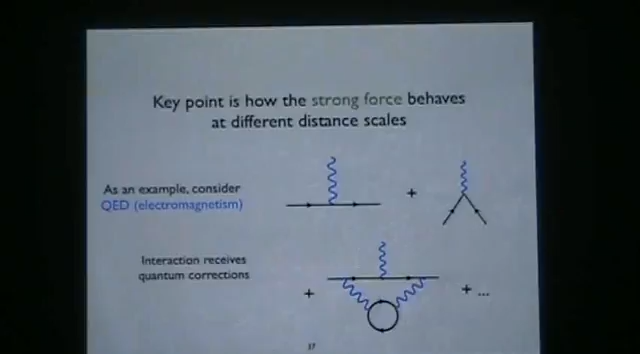 Key point is how the strong force behaves
at different distance scales
As an example, consider
QED (electromagnetism)
+
Interaction receives
quantum corrections
+
+ ...
17